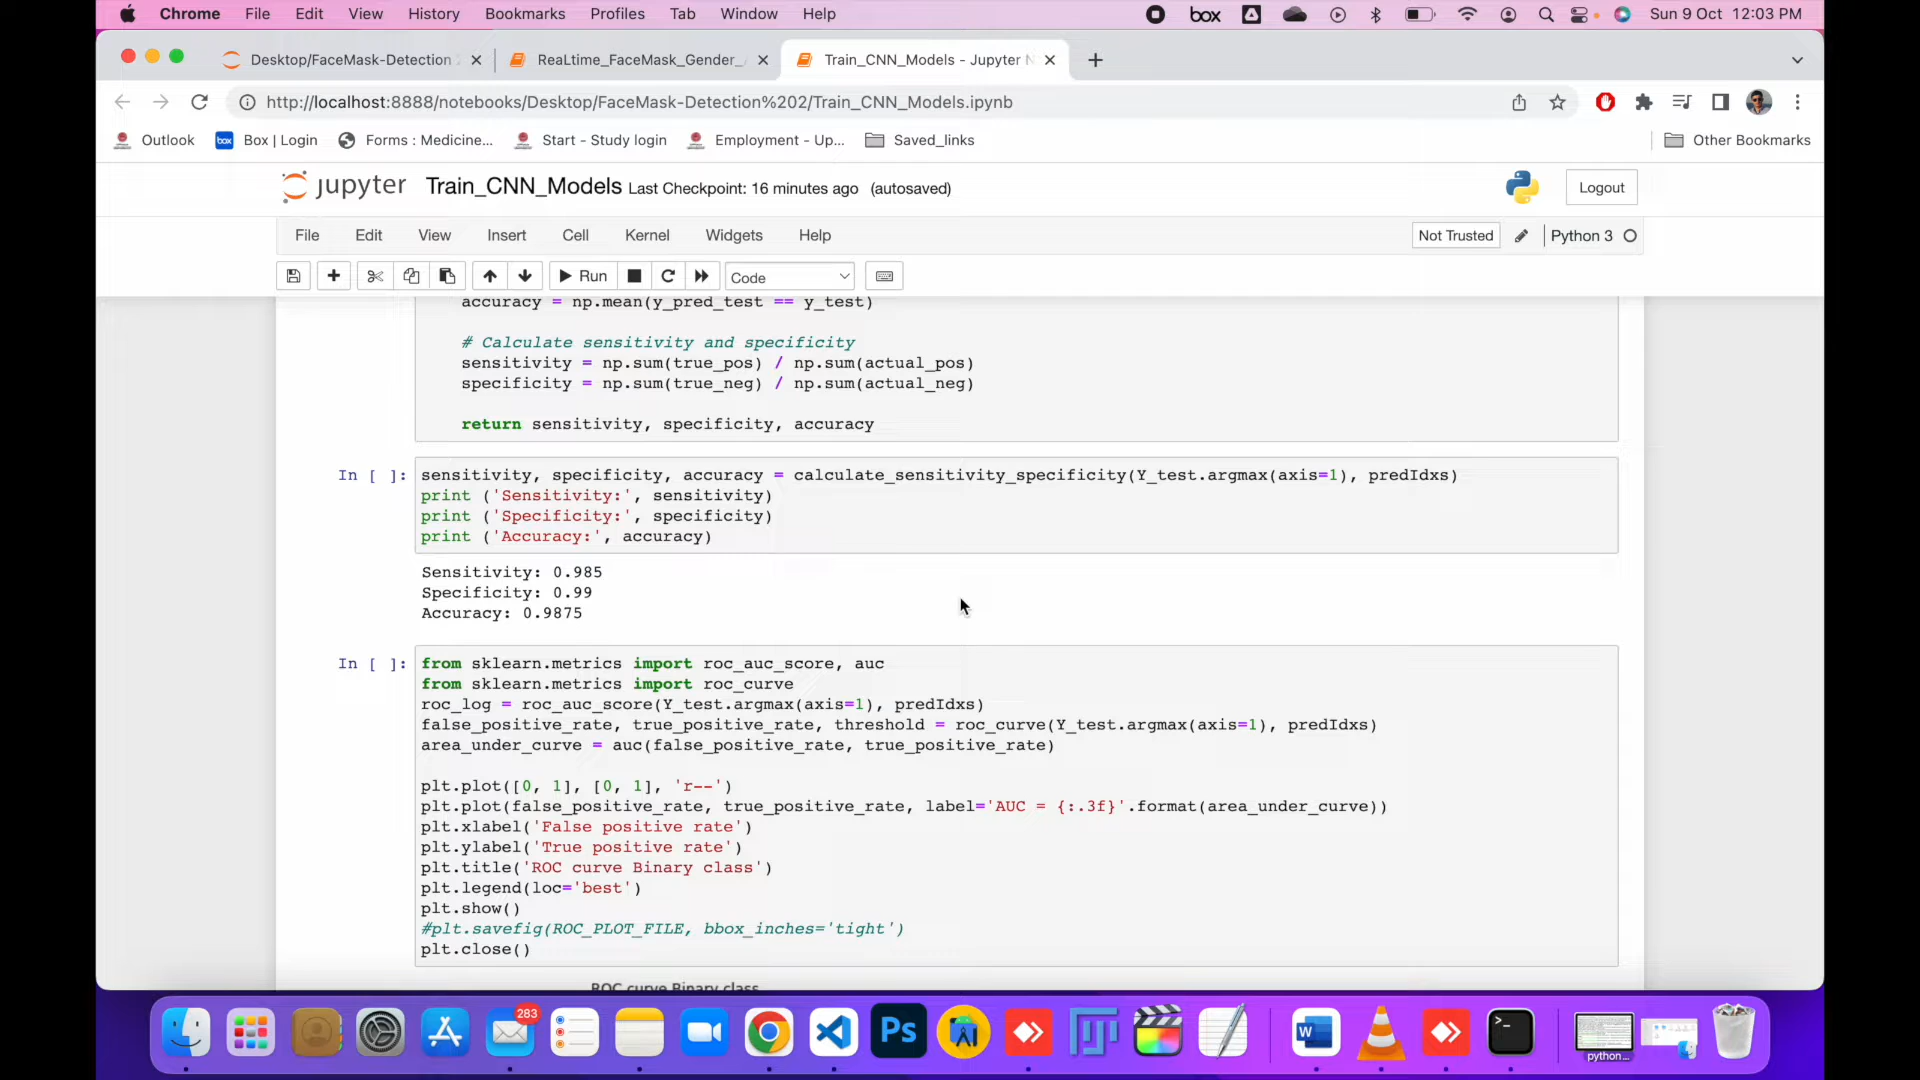 Chrome File Edit View History Bookmarks Profiles Tab Window Help box Sun 9 Oct 12:03 PM
Desktop/FaceMask-Detection RealLtime_FaceMask_Gender_ Train_CNN_Models - Jupyter N
http://localhost:8888/notebooks/Desktop/FaceMask-Detection%202/Train_CNN_Models.ipynb
Outlook box Box | Login Forms : Medicine... Start - Study login Employment - Up... Saved_links Other Bookmarks
jupyter Train_CNN_Models Last Checkpoint: 16 minutes ago (autosaved) Logout
File Edit View Insert Cell Kernel Widgets Help Not Trusted Python 3
Run Code
accuracy = np.mean(y_pred_test == y_test)
# Calculate sensitivity and specificity
sensitivity = np.sum(true_pos) / np.sum(actual_pos)
specificity = np.sum(true_neg) / np.sum(actual_neg)
return sensitivity, specificity, accuracy
In [ ]: sensitivity, specificity, accuracy = calculate_sensitivity_specificity(Y_test.argmax(axis=1), predIdxs)
print ('Sensitivity:', sensitivity)
print ('Specificity:', specificity)
print ('Accuracy:', accuracy)
Sensitivity: 0.985
Specificity: 0.99
Accuracy: 0.9875
In [ ]: from sklearn.metrics import roc_auc_score, auc
from sklearn.metrics import roc_curve
roc_log = roc_auc_score(Y_test.argmax(axis=1), predIdxs)
false_positive_rate, true_positive_rate, threshold = roc_curve(Y_test.argmax(axis=1), predIdxs)
area_under_curve = auc(false_positive_rate, true_positive_rate)
plt.plot([0, 1], [0, 1], 'r--')
plt.plot(false_positive_rate, true_positive_rate, label='AUC = {:.3f}'.format(area_under_curve))
plt.xlabel('False positive rate')
plt.ylabel('True positive rate')
plt.title('ROC curve Binary class')
plt.legend(loc='best')
plt.show()
#plt.savefig(ROC_PLOT_FILE, bbox_inches='tight')
plt.close()
ROC curve Binary class
283
Ps
W
python...